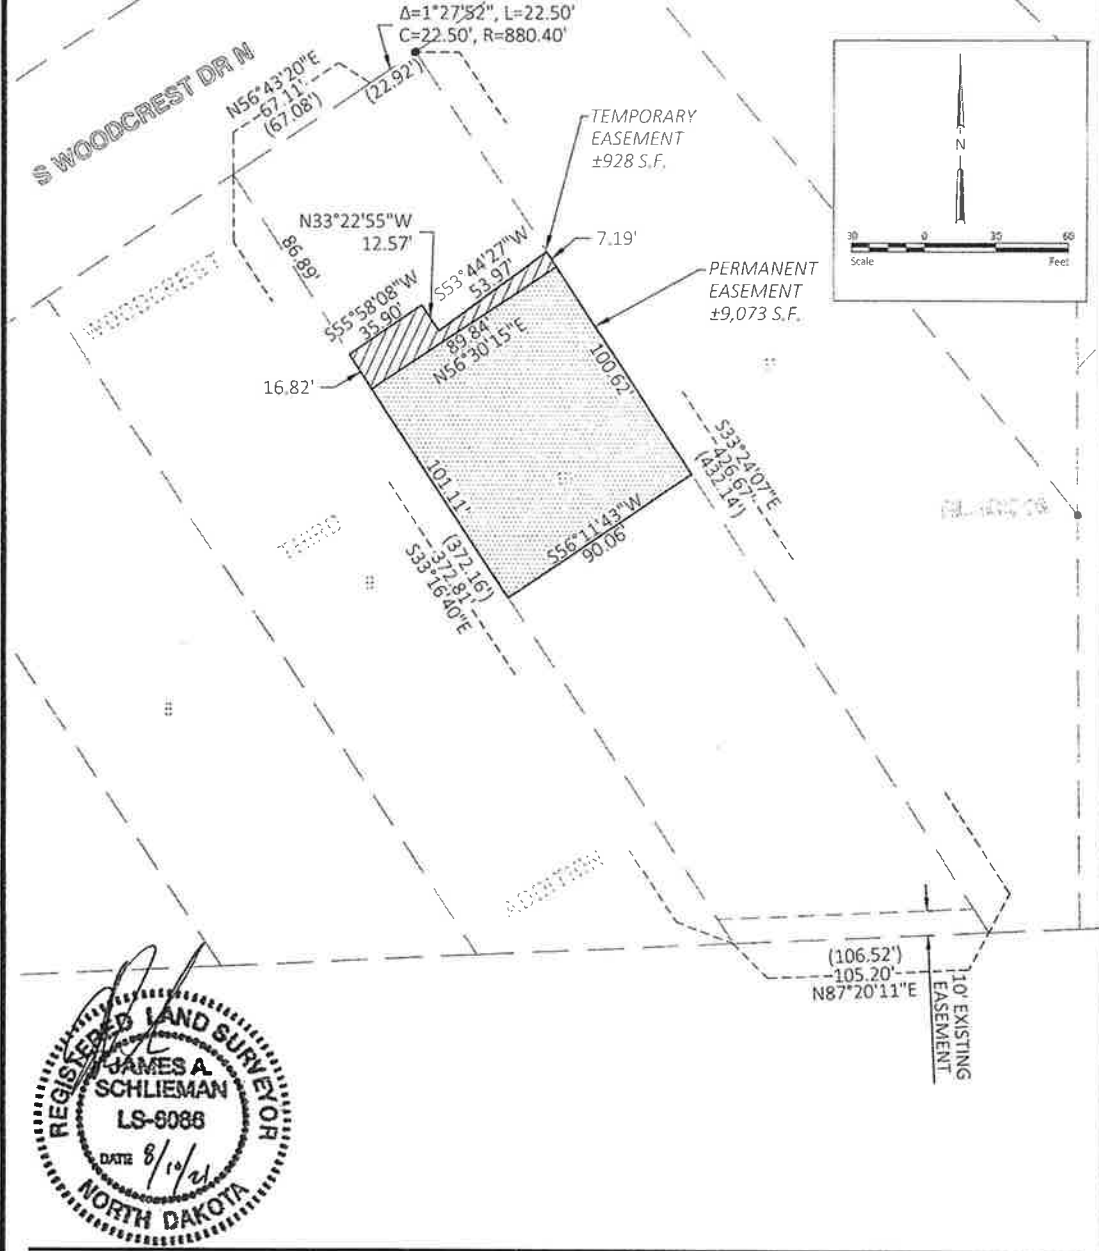 Δ=1°27'52", L=22.50'
C=22.50', R=880.40'
S WOODCREST DR N
N56°43'20"E
67.11'
(67.08')
(22.92')
TEMPORARY
EASEMENT
±928 S.F.
N
30 0 30 60
Scale Feet
N33°22'55"W
12.57'
86.89'
S53°44'27"W
53.97'
7.19'
WOODCREST
S55°58'08"W
35.90'
PERMANENT
EASEMENT
±9,073 S.F.
89.84'
N56°30'15"E
16.82'
100.62'
S33°24'07"E
426.67'
(432.14')
101.11'
THIRD
(372.16')
372.81'
S33°16'40"E
S56°11'43"W
90.06'
ADDITION
(106.52')
105.20'
N87°20'11"E
10' EXISTING
EASEMENT
REGISTERED LAND SURVEYOR
JAMES A.
SCHLIEMAN
LS-6086
DATE 8/10/21
NORTH DAKOTA